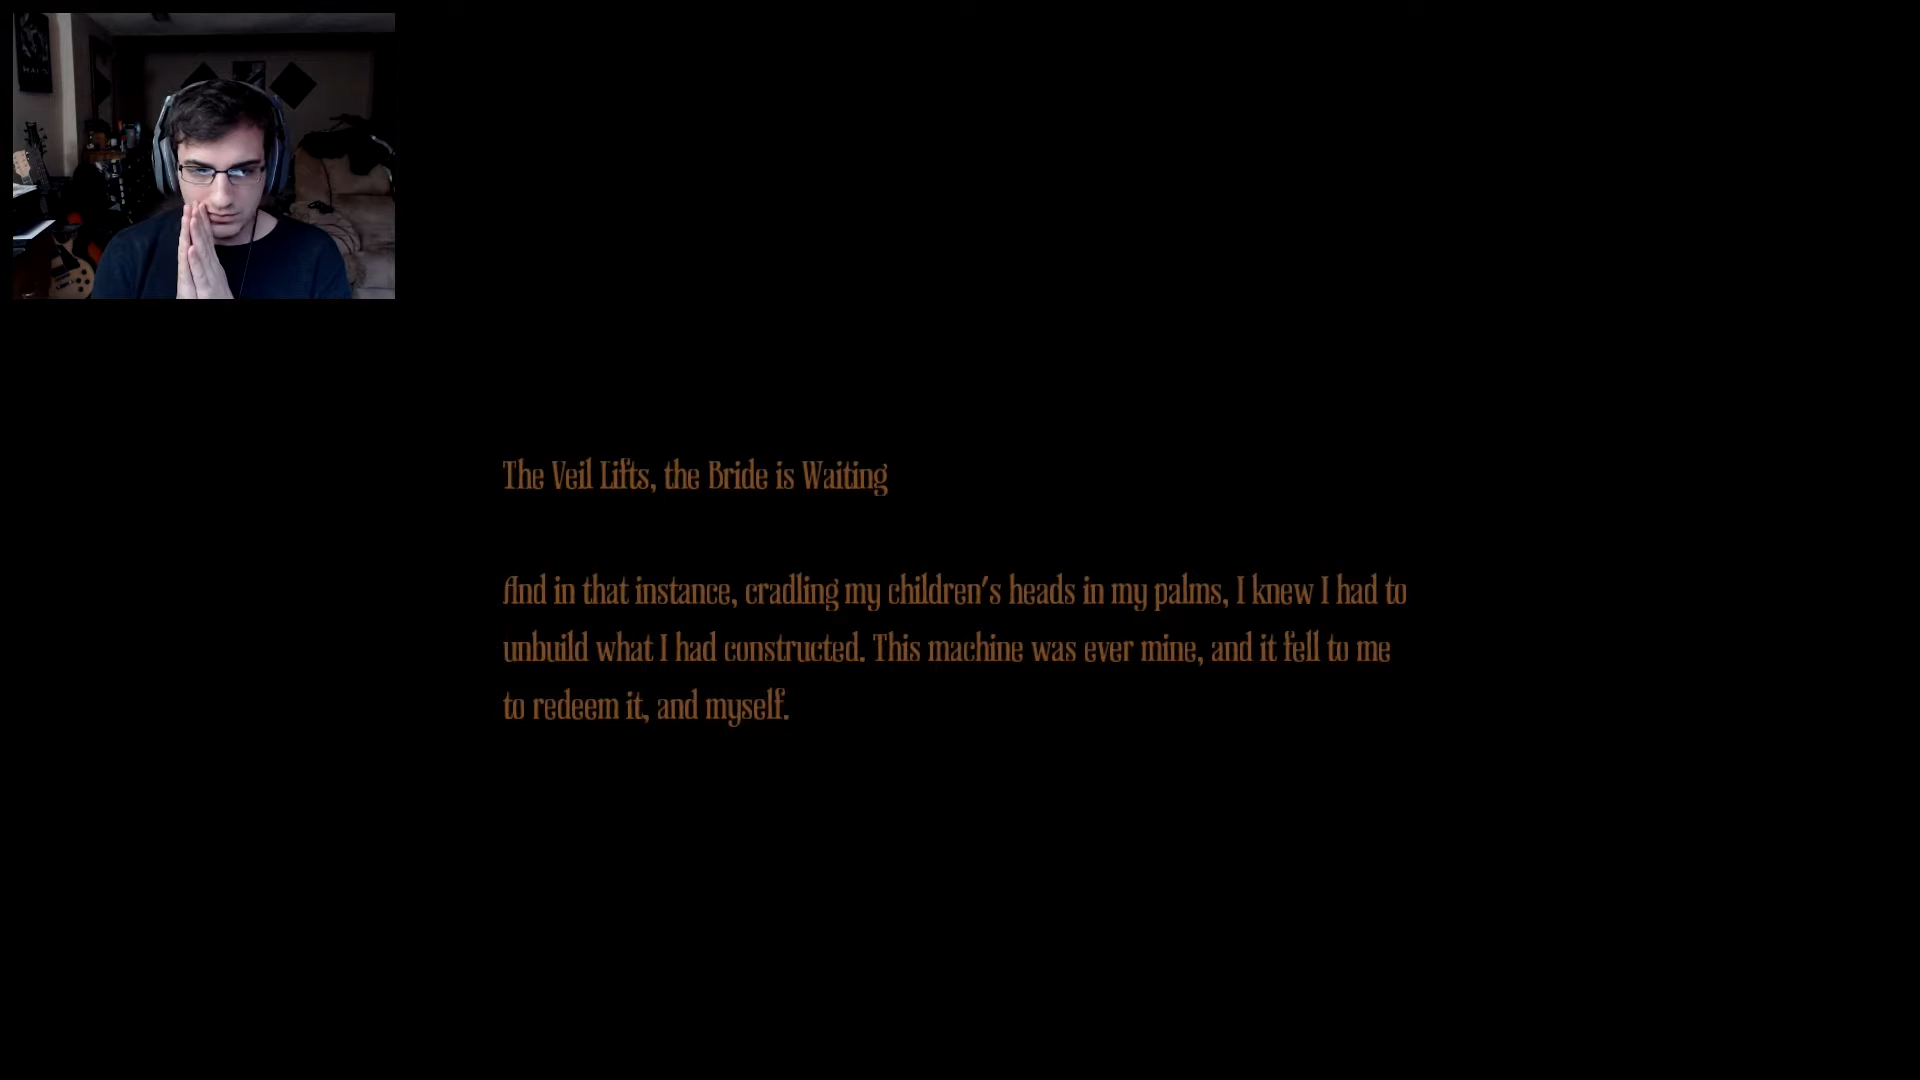 HALO
The Veil Lifts, the Bride is Waiting
And in that instance, cradling my children's heads in my palms, I knew I had to
unbuild what I had constructed. This machine was ever mine, and it fell to me
to redeem it, and myself.